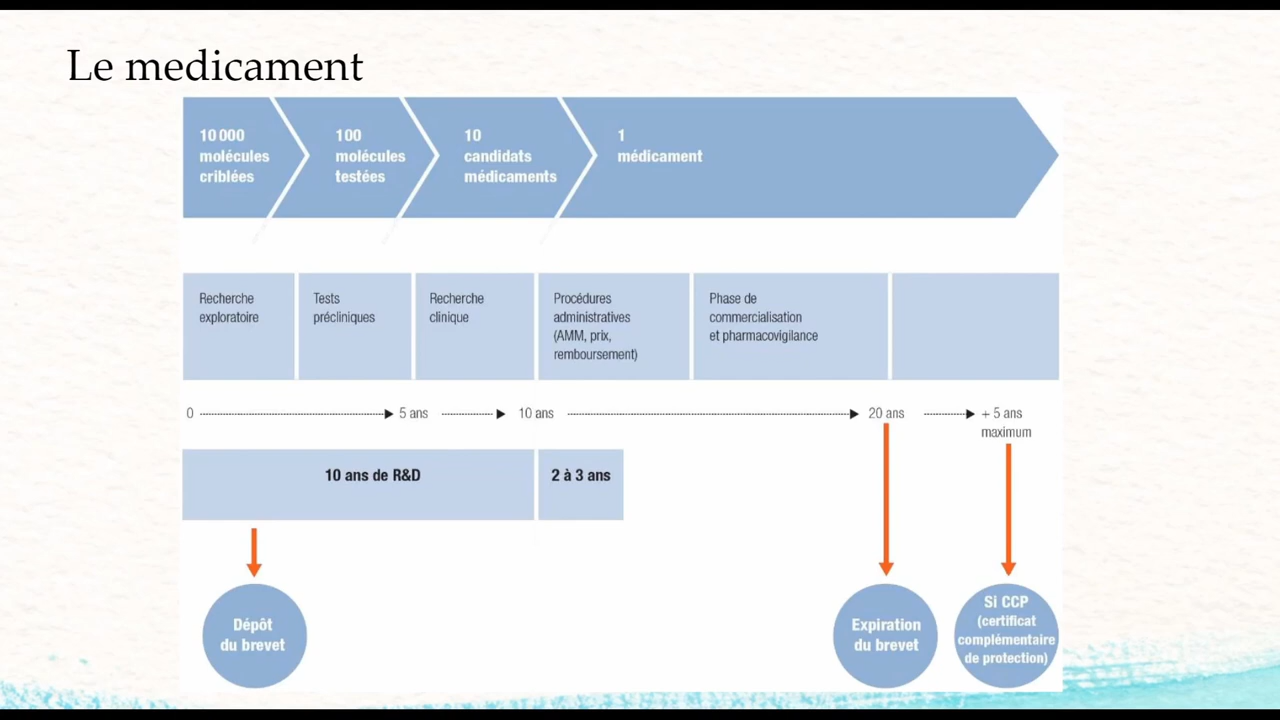 Le medicament
10 000
molécules
criblées
100
molécules
testées
10
candidats
médicaments
1
médicament
Recherche
exploratoire
Tests
précliniques
Recherche
clinique
Procédures
administratives
(AMM, prix,
remboursement)
Phase de
commercialisation
et pharmacovigilance
0
5 ans
10 ans
20 ans
+ 5 ans
maximum
10 ans de R&D
2 à 3 ans
Dépôt
du brevet
Expiration
du brevet
Si CCP
(certificat
complémentaire
de protection)